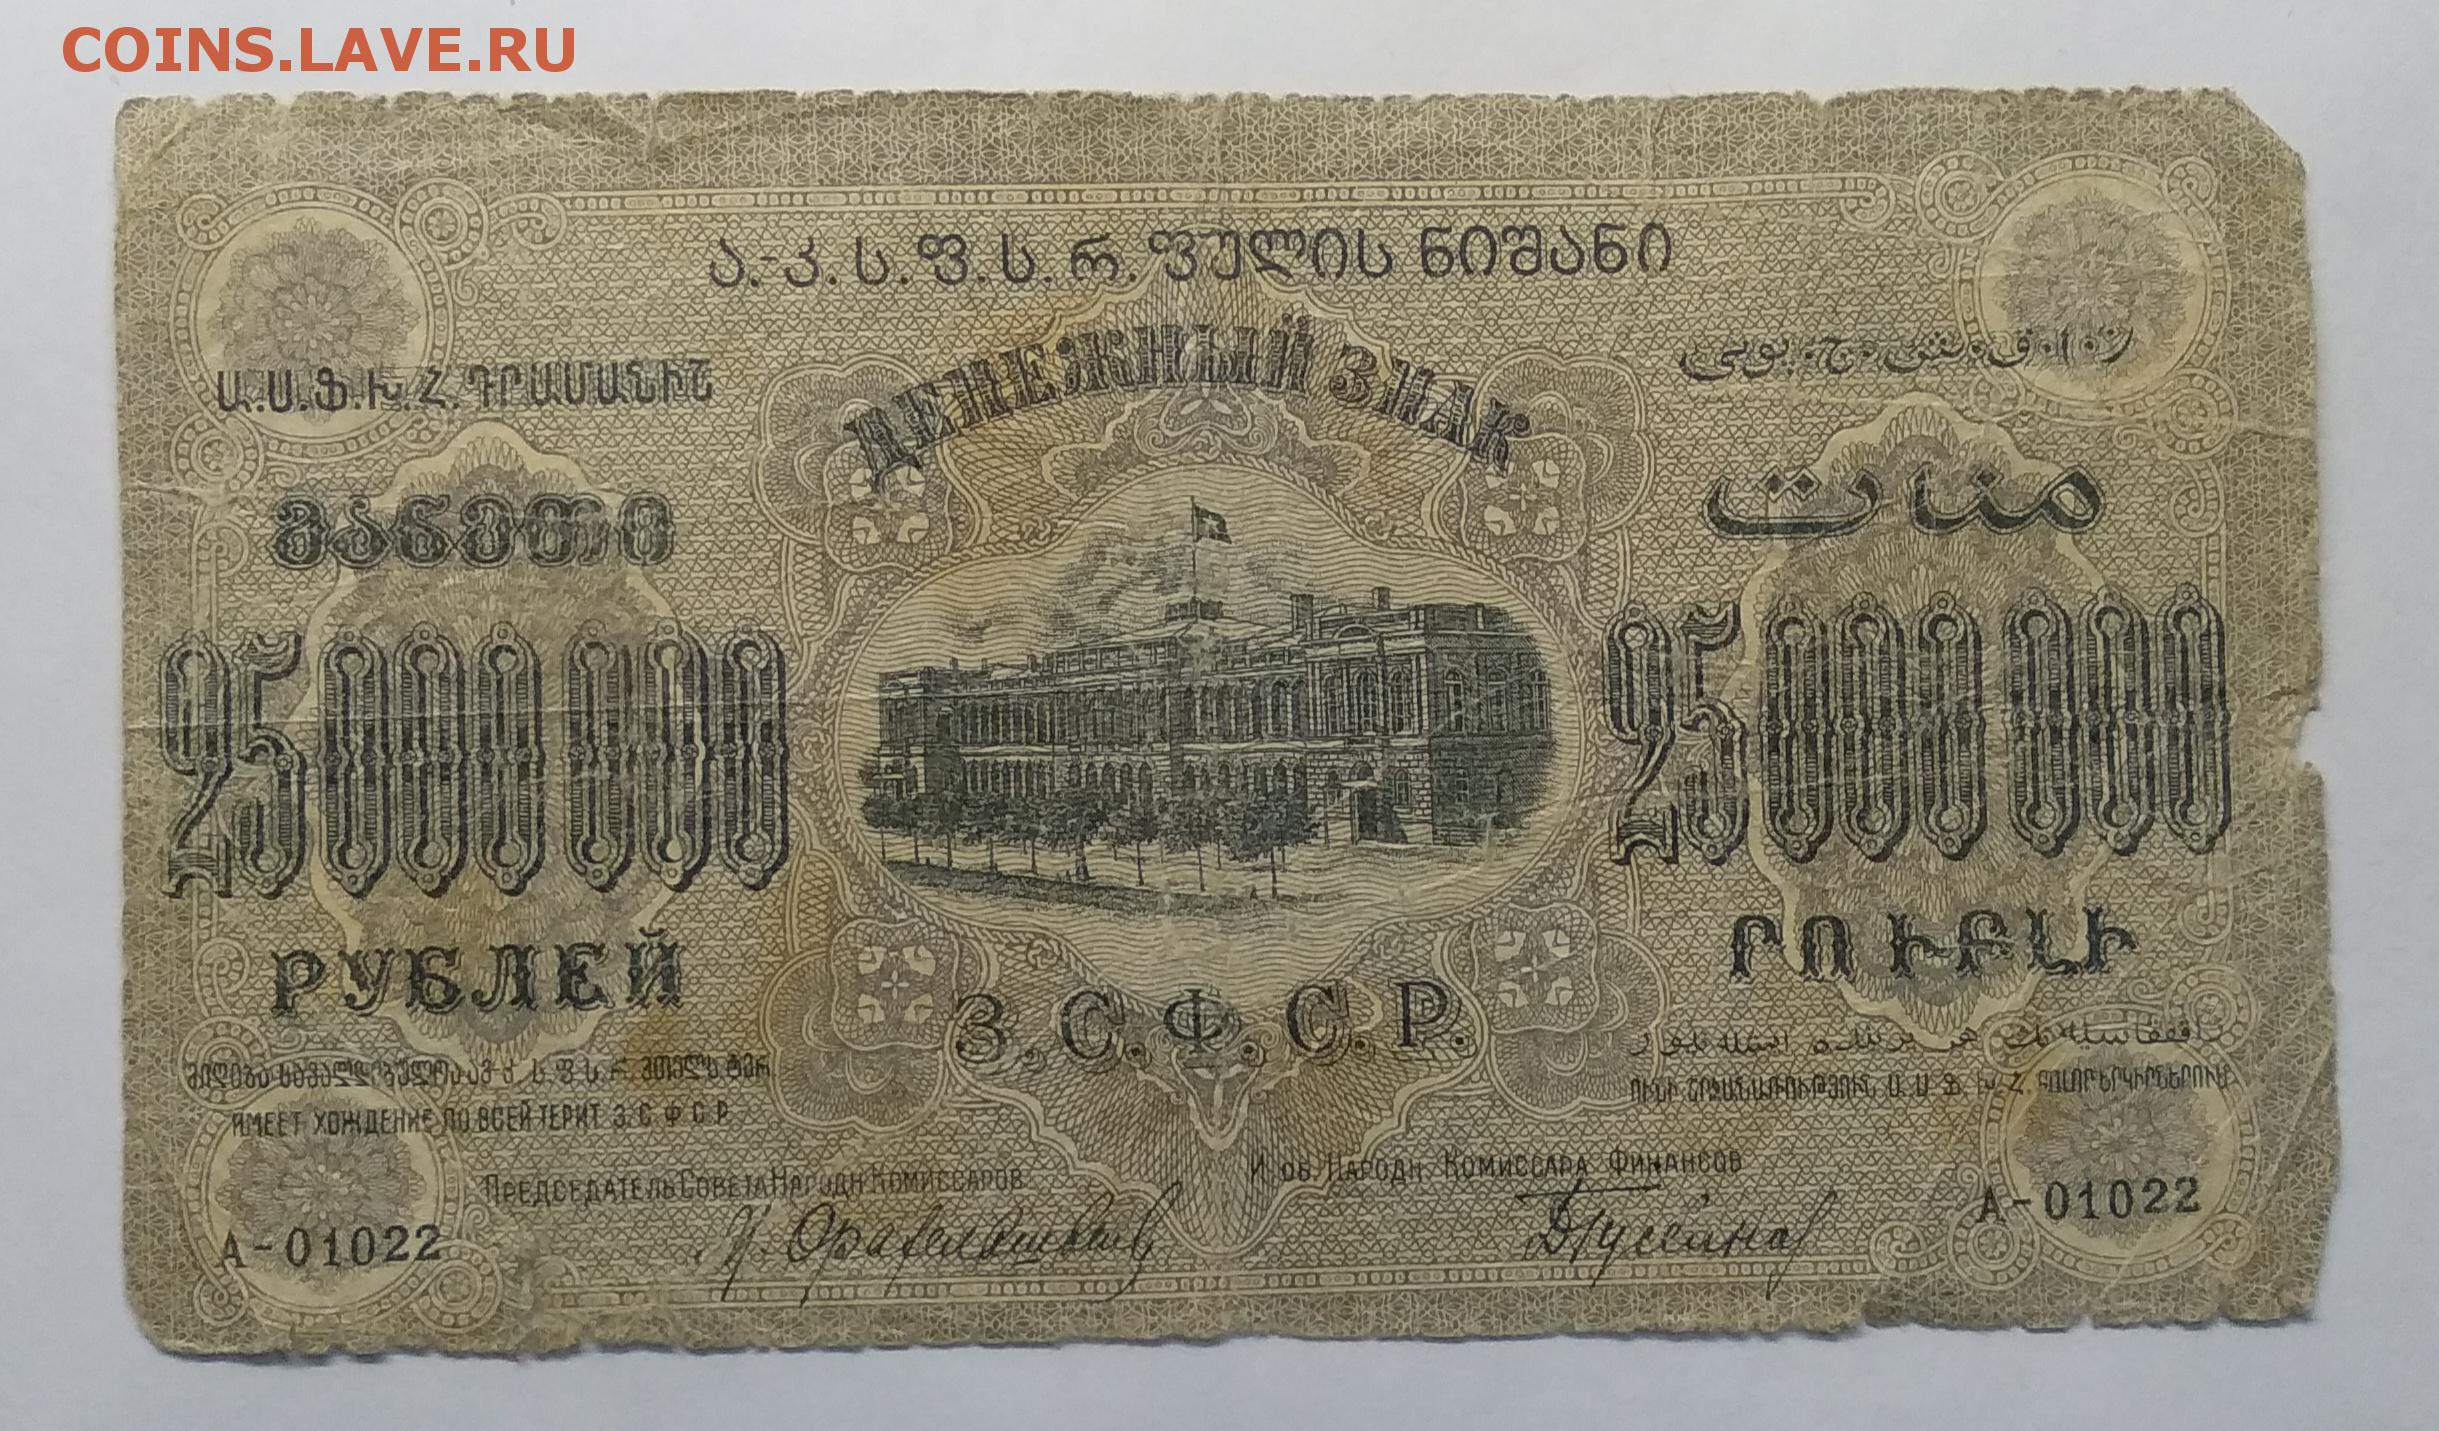 COINS.LAVE.RU
ა.-კ.ს.ფ.ს.რ. ფულის ნიშანი
ДЕНЕЖНЫЙ ЗНАК
Ա.Ս.Ֆ.Խ.Հ. ԴՐԱՄԱՆԻՇ
მანეთი
منات
25000000
25000000
РУБЛЕЙ
ՐՈՒԲԼԻ
З.С.Ф.С.Р.
ИМЕЕТ ХОЖДЕНИЕ ПО ВСЕЙ ТЕРИТ З.С.Ф.С.Р.
ПРЕДСЕДАТЕЛЬ СОВЕТА НАРОДН КОМИССАРОВ
И ОБ. НАРОДН КОМИССАРА ФИНАНСОВ
А-01022
А-01022